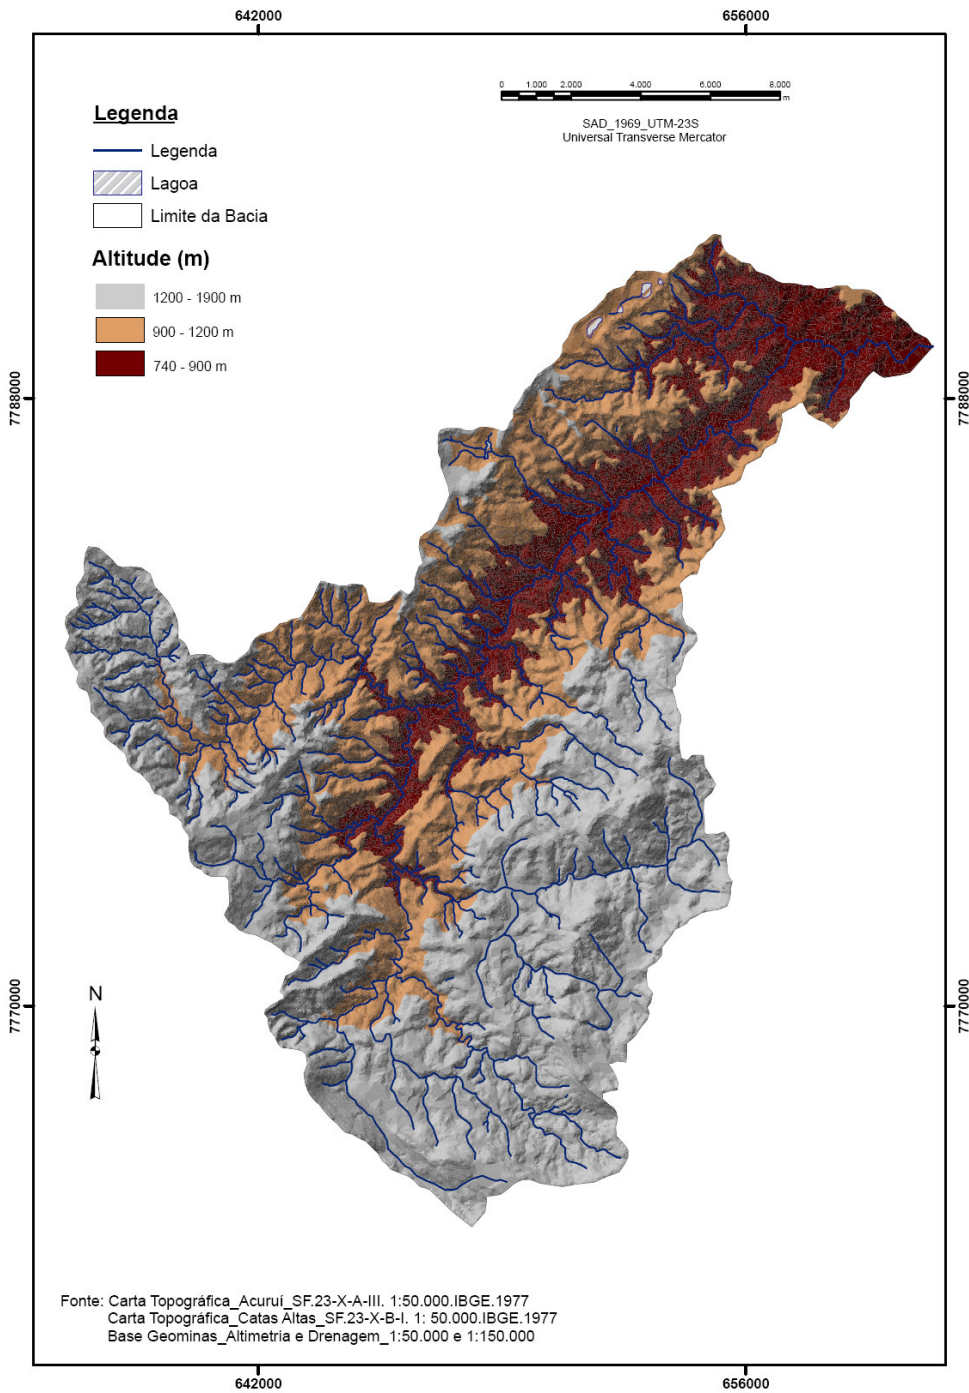 642000 656000
0 1.000 2.000 4.000 6.000 8.000
m
SAD_1969_UTM-23S
Universal Transverse Mercator
Legenda
Legenda
Lagoa
Limite da Bacia
Altitude (m)
1200 - 1900 m
900 - 1200 m
740 - 900 m
7788000 7788000
N
7770000 7770000
Fonte: Carta Topográfica_Acuruí_SF.23-X-A-III. 1:50.000.IBGE.1977
Carta Topográfica_Catas Altas_SF.23-X-B-I. 1: 50.000.IBGE.1977
Base Geominas_Altimetria e Drenagem_1:50.000 e 1:150.000
642000 656000